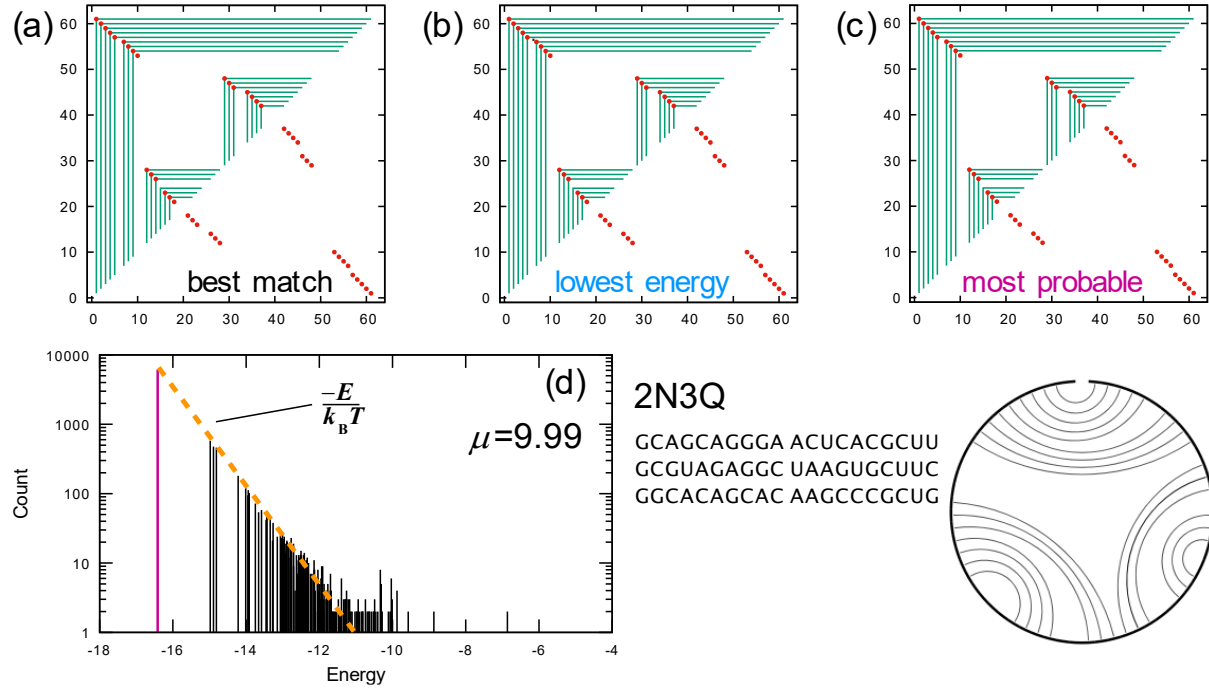 (a)
60
50
40
30
20
10
0
best match
0 10 20 30 40 50 60
(b)
60
50
40
30
20
10
0
lowest energy
0 10 20 30 40 50 60
(c)
60
50
40
30
20
10
0
most probable
0 10 20 30 40 50 60
10000
1000
100
10
1
Count
−E
k_B T
(d)
μ=9.99
-18 -16 -14 -12 -10 -8 -6 -4
Energy
2N3Q
GCAGCAGGGA ACUCACGCUU
GCGUAGAGGC UAAGUGCUUC
GGCACAGCAC AAGCCCGCUG